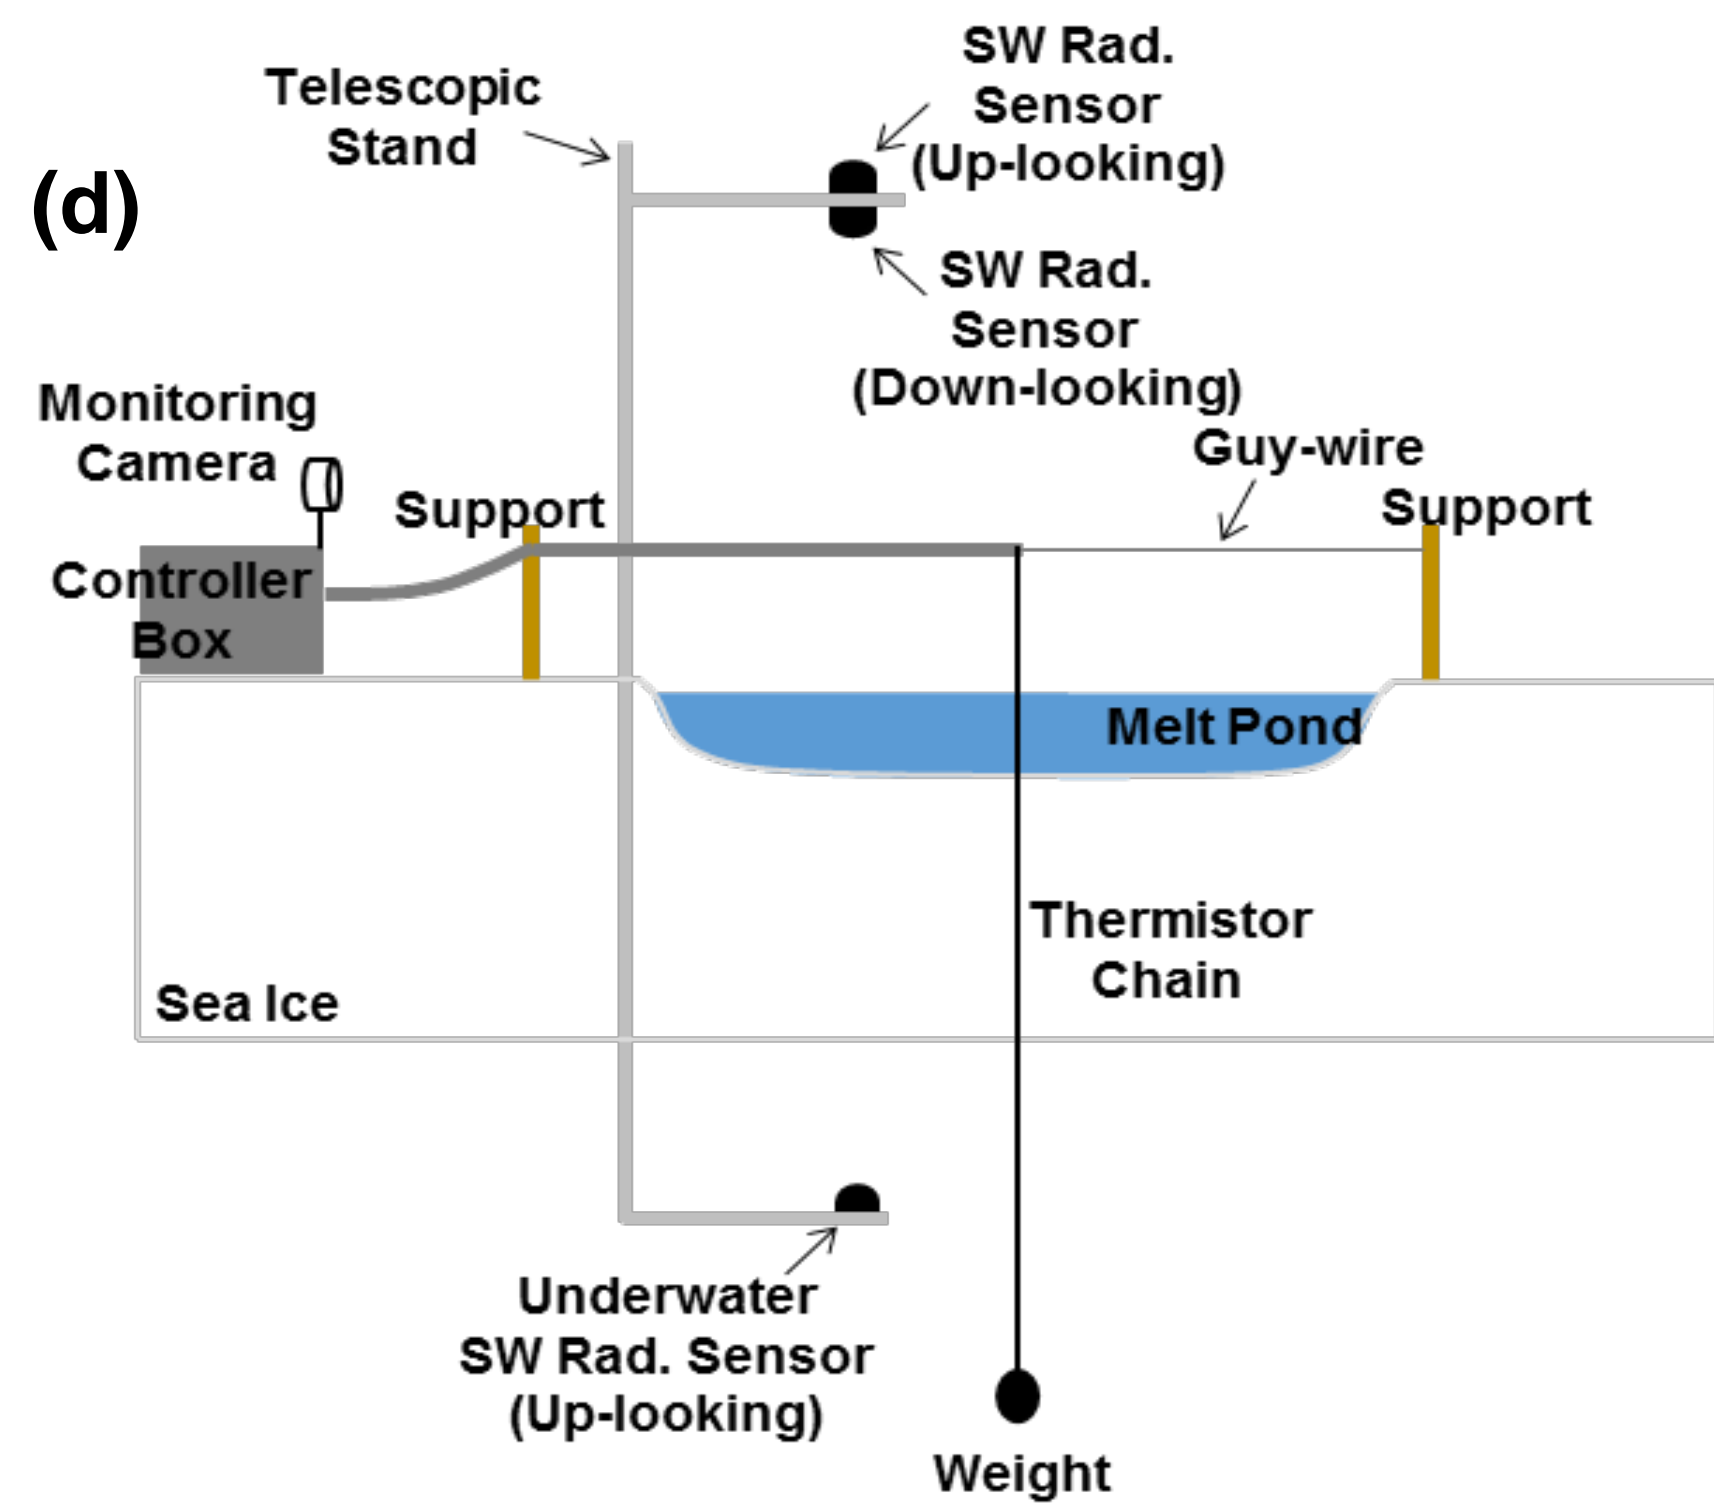 (d)
Telescopic
Stand
SW Rad.
Sensor
(Up-looking)
SW Rad.
Sensor
(Down-looking)
Monitoring
Camera
Support
Guy-wire
Support
Controller
Box
Melt Pond
Thermistor
Chain
Sea Ice
Underwater
SW Rad. Sensor
(Up-looking)
Weight